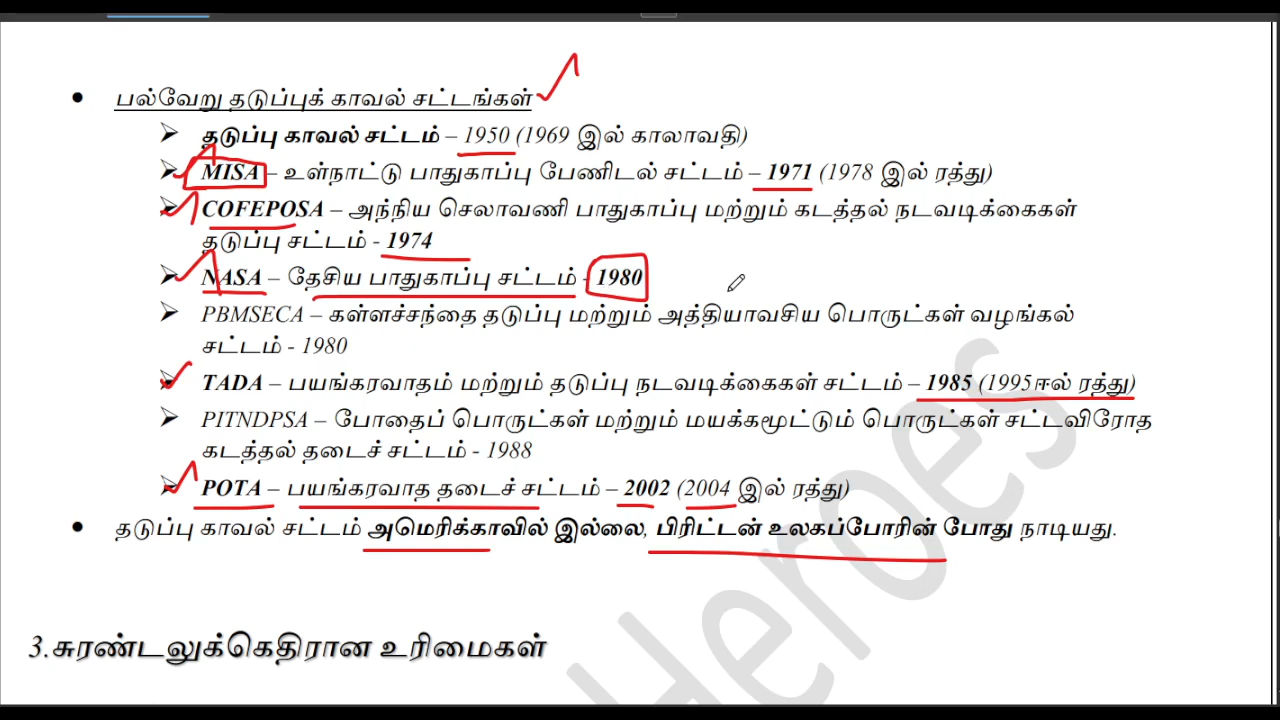 பல்வேறு தடுப்புக் காவல் சட்டங்கள்
தடுப்பு காவல் சட்டம் – 1950 (1969 இல் காலாவதி)
MISA – உள்நாட்டு பாதுகாப்பு பேணிடல் சட்டம் – 1971 (1978 இல் ரத்து)
COFEPOSA – அந்நிய செலாவணி பாதுகாப்பு மற்றும் கடத்தல் நடவடிக்கைகள்
தடுப்பு சட்டம் - 1974
NASA – தேசிய பாதுகாப்பு சட்டம் - 1980
PBMSECA – கள்ளச்சந்தை தடுப்பு மற்றும் அத்தியாவசிய பொருட்கள் வழங்கல்
சட்டம் - 1980
TADA – பயங்கரவாதம் மற்றும் தடுப்பு நடவடிக்கைகள் சட்டம் – 1985 (1995ஈல் ரத்து)
PITNDPSA – போதைப் பொருட்கள் மற்றும் மயக்கமூட்டும் பொருட்கள் சட்டவிரோத
கடத்தல் தடைச் சட்டம் - 1988
POTA – பயங்கரவாத தடைச் சட்டம் – 2002 (2004 இல் ரத்து)
தடுப்பு காவல் சட்டம் அமெரிக்காவில் இல்லை, பிரிட்டன் உலகப்போரின் போது நாடியது.
Heroes
3.சுரண்டலுக்கெதிரான உரிமைகள்